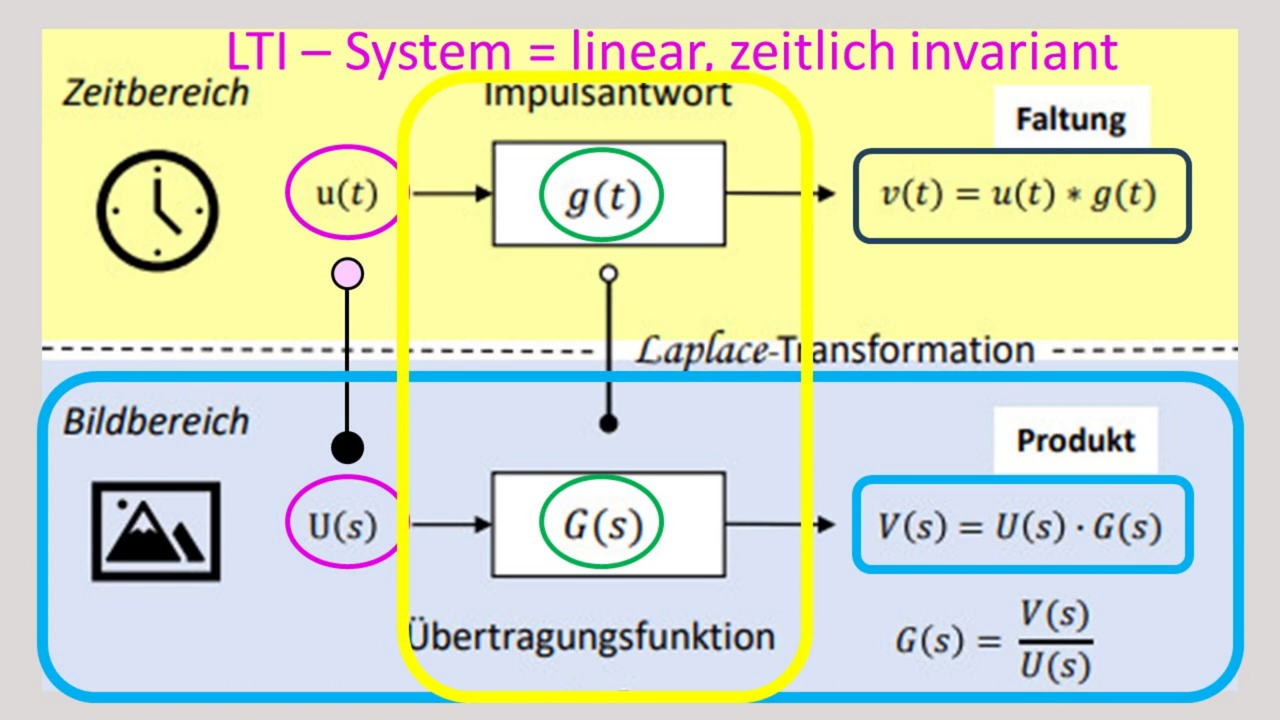 LTI – System = linear, zeitlich invariant
Zeitbereich
Impulsantwort
Faltung
u(t)
g(t)
v(t) = u(t) * g(t)
Laplace-Transformation
Bildbereich
Produkt
U(s)
G(s)
V(s) = U(s) · G(s)
Übertragungsfunktion
G(s) = V(s) / U(s)